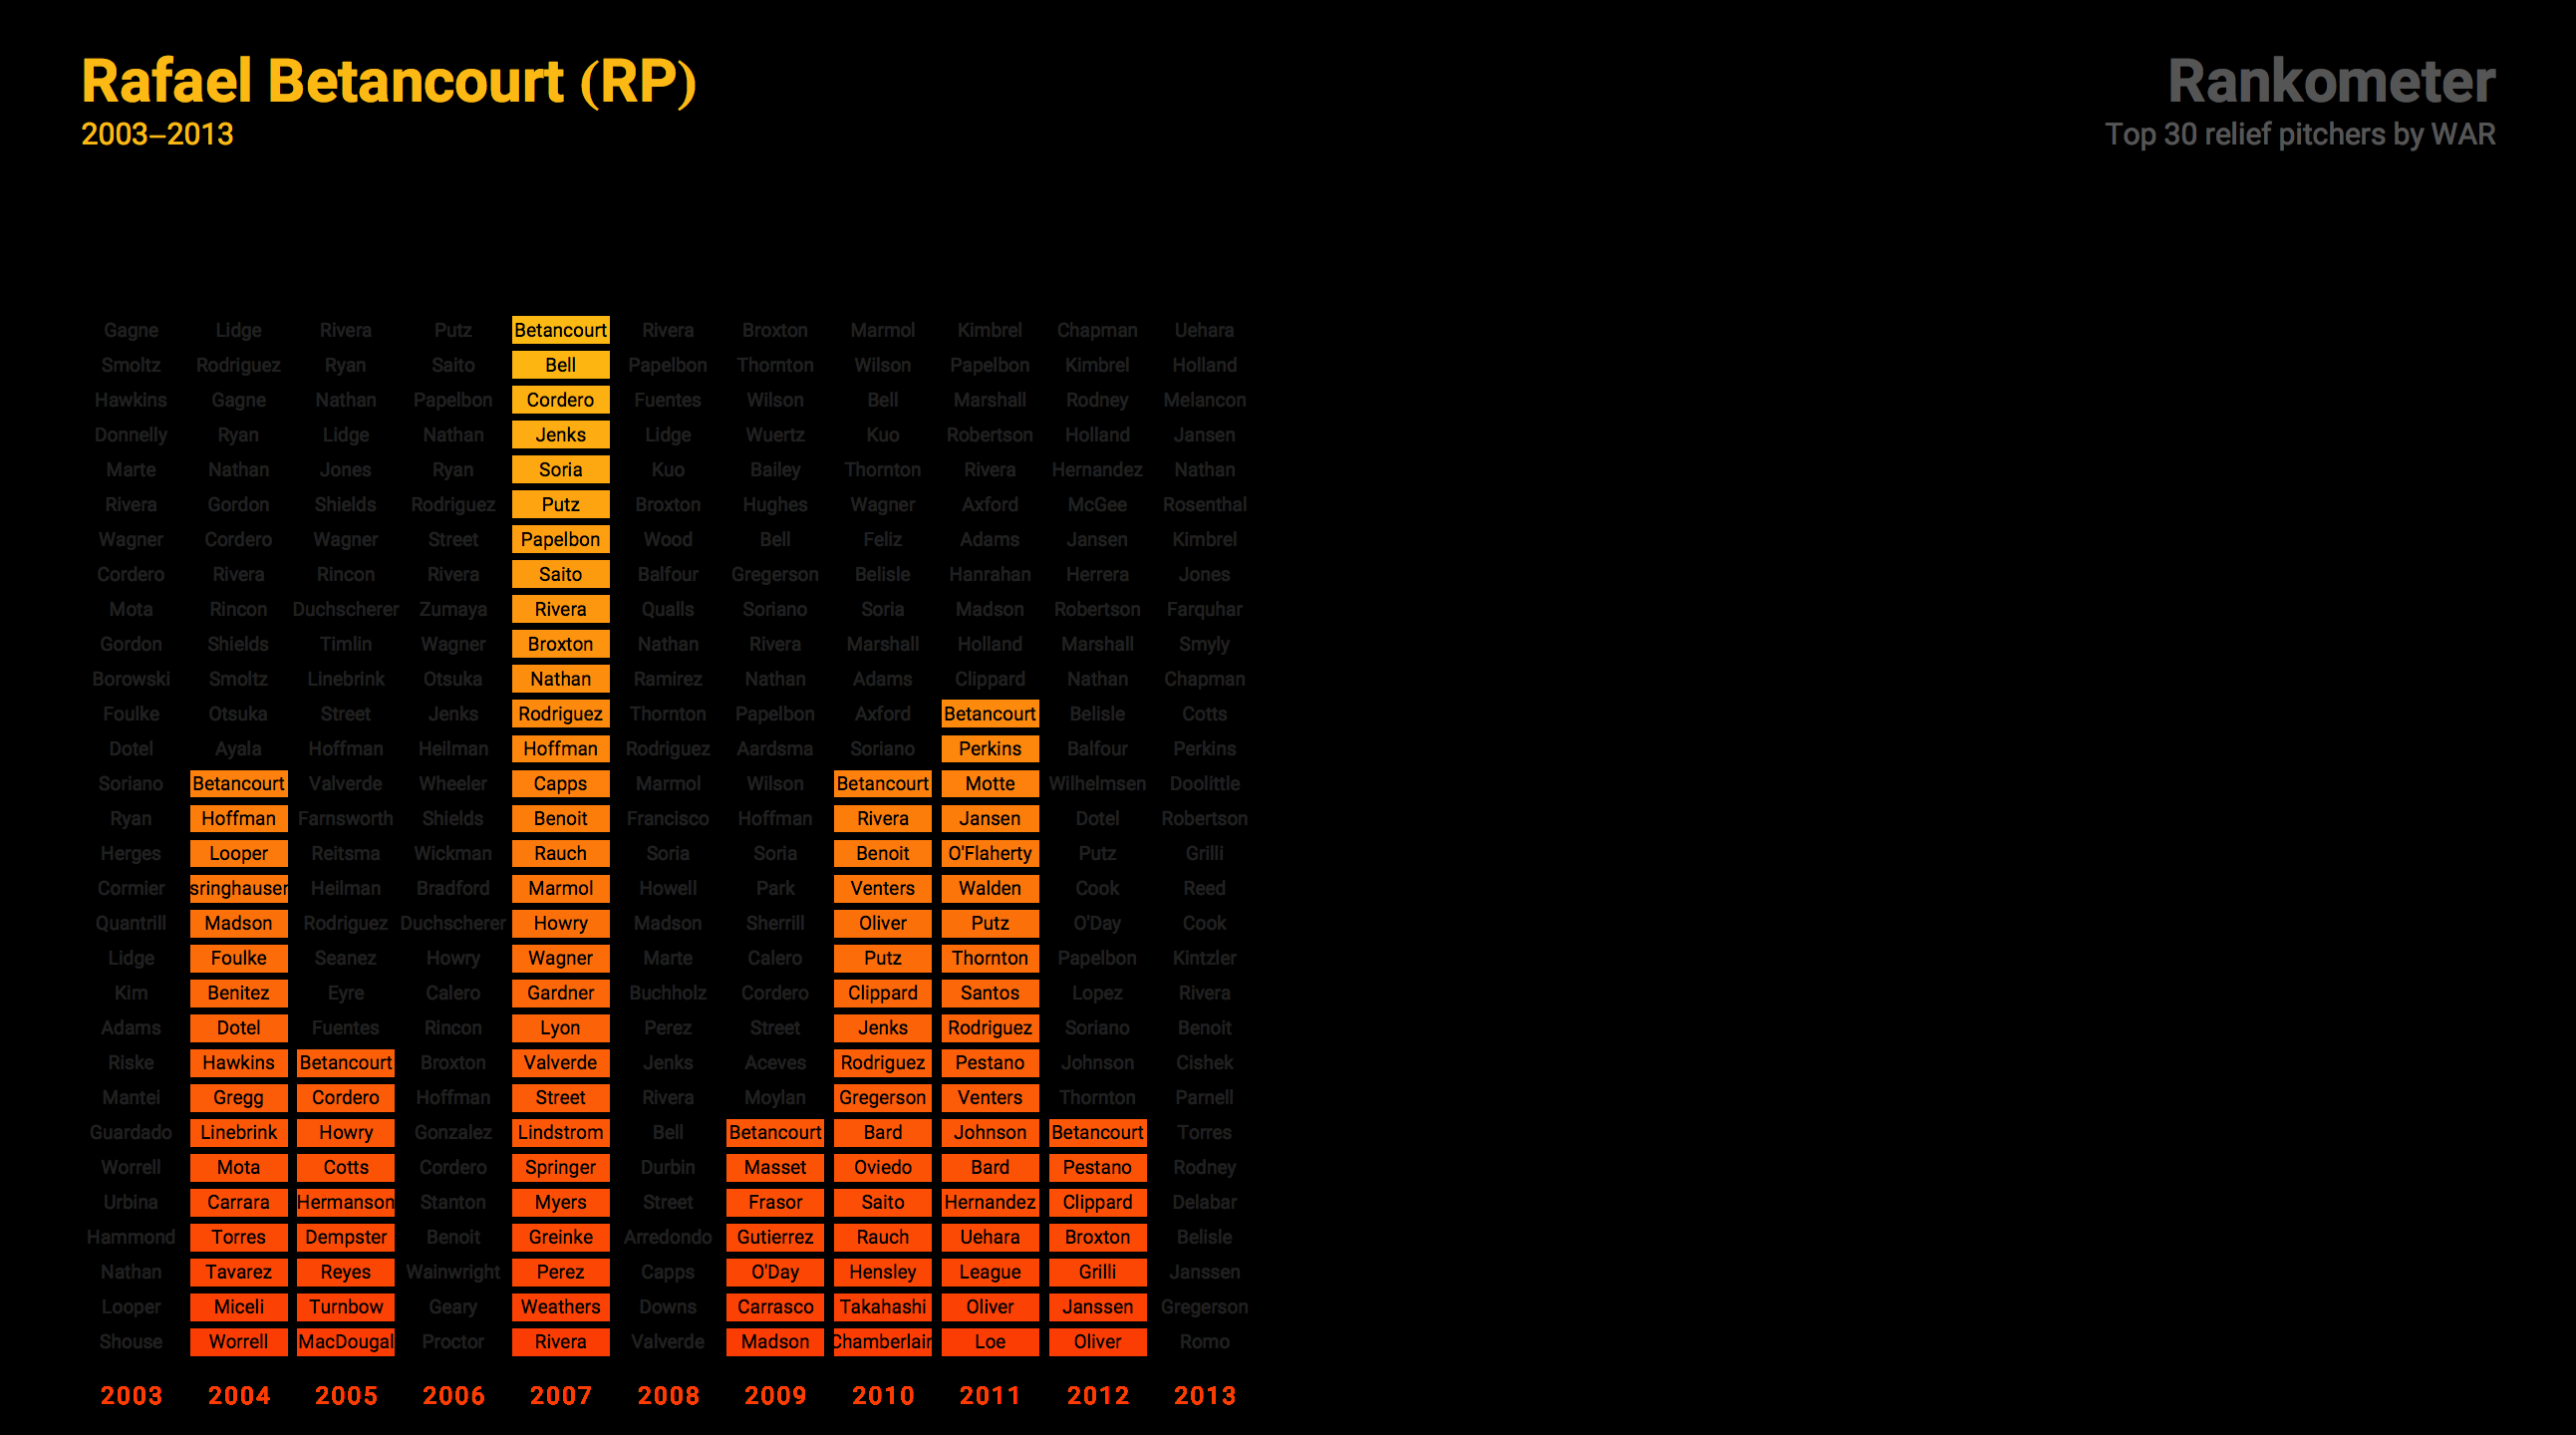 Rafael Betancourt (RP)
2003–2013
Rankometer
Top 30 relief pitchers by WAR
Gagne Lidge Rivera Putz Betancourt Rivera Broxton Marmol Kimbrel Chapman Uehara
Smoltz Rodriguez Ryan Saito Bell Papelbon Thornton Wilson Papelbon Kimbrel Holland
Hawkins Gagne Nathan Papelbon Cordero Fuentes Wilson Bell Marshall Rodney Melancon
Donnelly Ryan Lidge Nathan Jenks Lidge Wuertz Kuo Robertson Holland Jansen
Marte Nathan Jones Ryan Soria Kuo Bailey Thornton Rivera Hernandez Nathan
Rivera Gordon Shields Rodriguez Putz Broxton Hughes Wagner Axford McGee Rosenthal
Wagner Cordero Wagner Street Papelbon Wood Bell Feliz Adams Jansen Kimbrel
Cordero Rivera Rincon Rivera Saito Balfour Gregerson Belisle Hanrahan Herrera Jones
Mota Rincon Duchscherer Zumaya Rivera Qualls Soriano Soria Madson Robertson Farquhar
Gordon Shields Timlin Wagner Broxton Nathan Rivera Marshall Holland Marshall Smyly
Borowski Smoltz Linebrink Otsuka Nathan Ramirez Nathan Adams Clippard Nathan Chapman
Foulke Otsuka Street Jenks Rodriguez Thornton Papelbon Axford Betancourt Belisle Cotts
Dotel Ayala Hoffman Heilman Hoffman Rodriguez Aardsma Soriano Perkins Balfour Perkins
Soriano Betancourt Valverde Wheeler Capps Marmol Wilson Betancourt Motte Wilhelmsen Doolittle
Ryan Hoffman Farnsworth Shields Benoit Francisco Hoffman Rivera Jansen Dotel Robertson
Herges Looper Reitsma Wickman Rauch Soria Soria Benoit O'Flaherty Putz Grilli
Cormier sringhauser Heilman Bradford Marmol Howell Park Venters Walden Cook Reed
Quantrill Madson Rodriguez Duchscherer Howry Madson Sherrill Oliver Putz O'Day Cook
Lidge Foulke Seanez Howry Wagner Marte Calero Putz Thornton Papelbon Kintzler
Kim Benitez Eyre Calero Gardner Buchholz Cordero Clippard Santos Lopez Rivera
Adams Dotel Fuentes Rincon Lyon Perez Street Jenks Rodriguez Soriano Benoit
Riske Hawkins Betancourt Broxton Valverde Jenks Aceves Rodriguez Pestano Johnson Cishek
Mantei Gregg Cordero Hoffman Street Rivera Moylan Gregerson Venters Thornton Parnell
Guardado Linebrink Howry Gonzalez Lindstrom Bell Betancourt Bard Johnson Betancourt Torres
Worrell Mota Cotts Cordero Springer Durbin Masset Oviedo Bard Pestano Rodney
Urbina Carrara Hermanson Stanton Myers Street Frasor Saito Hernandez Clippard Delabar
Hammond Torres Dempster Benoit Greinke Arredondo Gutierrez Rauch Uehara Broxton Belisle
Nathan Tavarez Reyes Wainwright Perez Capps O'Day Hensley League Grilli Janssen
Looper Miceli Turnbow Geary Weathers Downs Carrasco Takahashi Oliver Janssen Gregerson
Shouse Worrell MacDougal Proctor Rivera Valverde Madson Chamberlain Loe Oliver Romo
2003 2004 2005 2006 2007 2008 2009 2010 2011 2012 2013